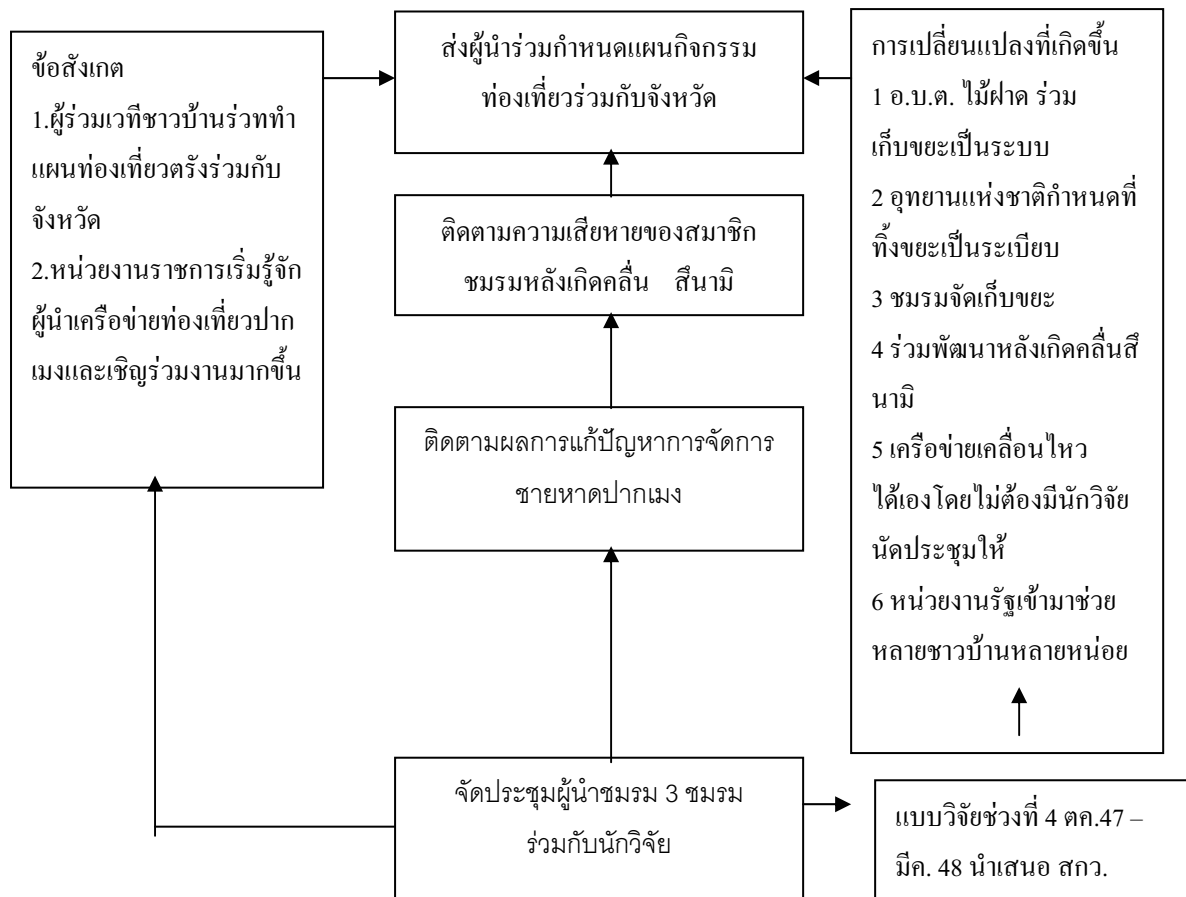 ข้อสังเกต
1.ผู้ร่วมเวทีชาวบ้านร่วททำ
แผนท่องเที่ยวตรังร่วมกับ
จังหวัด
2.หน่วยงานราชการเริ่มรู้จัก
ผู้นำเครือข่ายท่องเที่ยวปาก
เมงและเชิญร่วมงานมากขึ้น
ส่งผู้นำร่วมกำหนดแผนกิจกรรม
ท่องเที่ยวร่วมกับจังหวัด
ติดตามความเสียหายของสมาชิก
ชมรมหลังเกิดคลื่น สึนามิ
ติดตามผลการแก้ปัญหาการจัดการ
ชายหาดปากเมง
จัดประชุมผู้นำชมรม 3 ชมรม
ร่วมกับนักวิจัย
การเปลี่ยนแปลงที่เกิดขึ้น
1 อ.บ.ต. ไม้ฝาด ร่วม
เก็บขยะเป็นระบบ
2 อุทยานแห่งชาติกำหนดที่
ทิ้งขยะเป็นระเบียบ
3 ชมรมจัดเก็บขยะ
4 ร่วมพัฒนาหลังเกิดคลื่นสึ
นามิ
5 เครือข่ายเคลื่อนไหว
ได้เองโดยไม่ต้องมีนักวิจัย
นัดประชุมให้
6 หน่วยงานรัฐเข้ามาช่วย
หลายชาวบ้านหลายหน่อย
แบบวิจัยช่วงที่ 4 ตค.47 –
มีค. 48 นำเสนอ สกว.